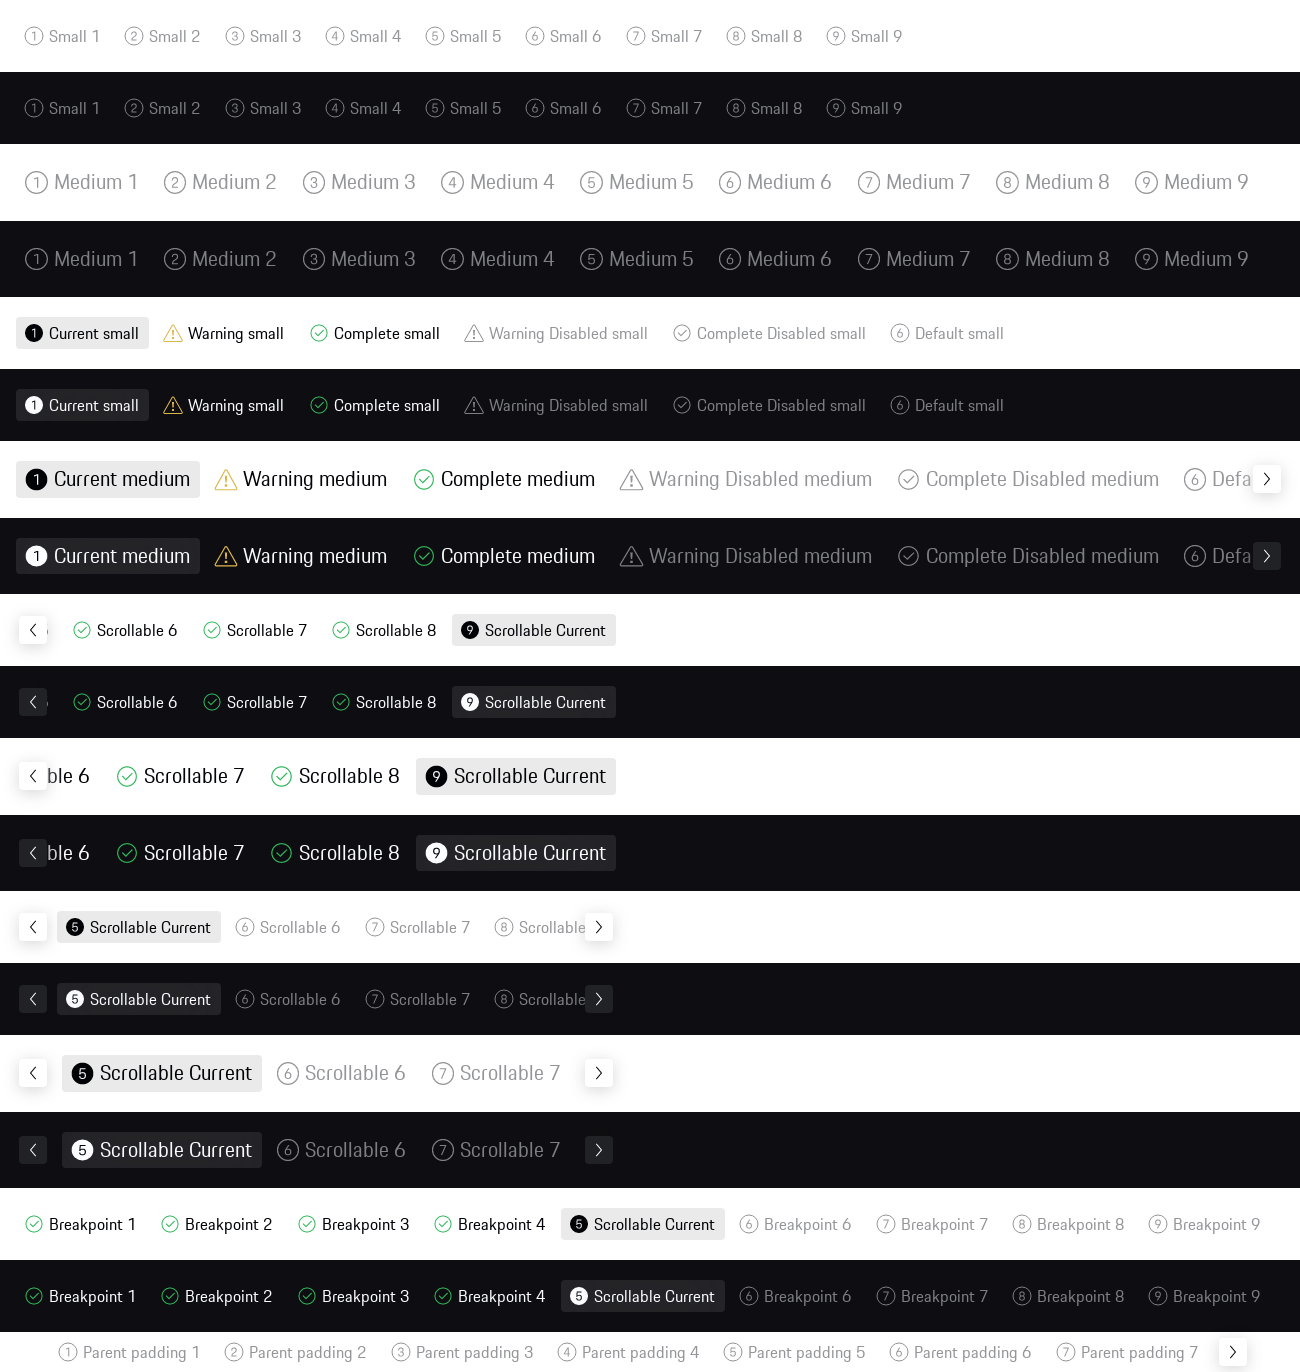 1 Small 1 2 Small 2 3 Small 3 4 Small 4 5 Small 5 6 Small 6 7 Small 7 8 Small 8 9 Small 9
1 Small 1 2 Small 2 3 Small 3 4 Small 4 5 Small 5 6 Small 6 7 Small 7 8 Small 8 9 Small 9
1 Medium 1 2 Medium 2 3 Medium 3 4 Medium 4 5 Medium 5 6 Medium 6 7 Medium 7 8 Medium 8 9 Medium 9
1 Medium 1 2 Medium 2 3 Medium 3 4 Medium 4 5 Medium 5 6 Medium 6 7 Medium 7 8 Medium 8 9 Medium 9
1 Current small Warning small Complete small Warning Disabled small Complete Disabled small 6 Default small
1 Current small Warning small Complete small Warning Disabled small Complete Disabled small 6 Default small
1 Current medium Warning medium Complete medium Warning Disabled medium Complete Disabled medium 6 Defa
1 Current medium Warning medium Complete medium Warning Disabled medium Complete Disabled medium 6 Defa
Scrollable 6 Scrollable 7 Scrollable 8 9 Scrollable Current
Scrollable 6 Scrollable 7 Scrollable 8 9 Scrollable Current
ble 6 Scrollable 7 Scrollable 8 9 Scrollable Current
ble 6 Scrollable 7 Scrollable 8 9 Scrollable Current
5 Scrollable Current 6 Scrollable 6 7 Scrollable 7 8 Scrollable
5 Scrollable Current 6 Scrollable 6 7 Scrollable 7 8 Scrollable
5 Scrollable Current 6 Scrollable 6 7 Scrollable 7
5 Scrollable Current 6 Scrollable 6 7 Scrollable 7
Breakpoint 1 Breakpoint 2 Breakpoint 3 Breakpoint 4 5 Scrollable Current 6 Breakpoint 6 7 Breakpoint 7 8 Breakpoint 8 9 Breakpoint 9
Breakpoint 1 Breakpoint 2 Breakpoint 3 Breakpoint 4 5 Scrollable Current 6 Breakpoint 6 7 Breakpoint 7 8 Breakpoint 8 9 Breakpoint 9
1 Parent padding 1 2 Parent padding 2 3 Parent padding 3 4 Parent padding 4 5 Parent padding 5 6 Parent padding 6 7 Parent padding 7